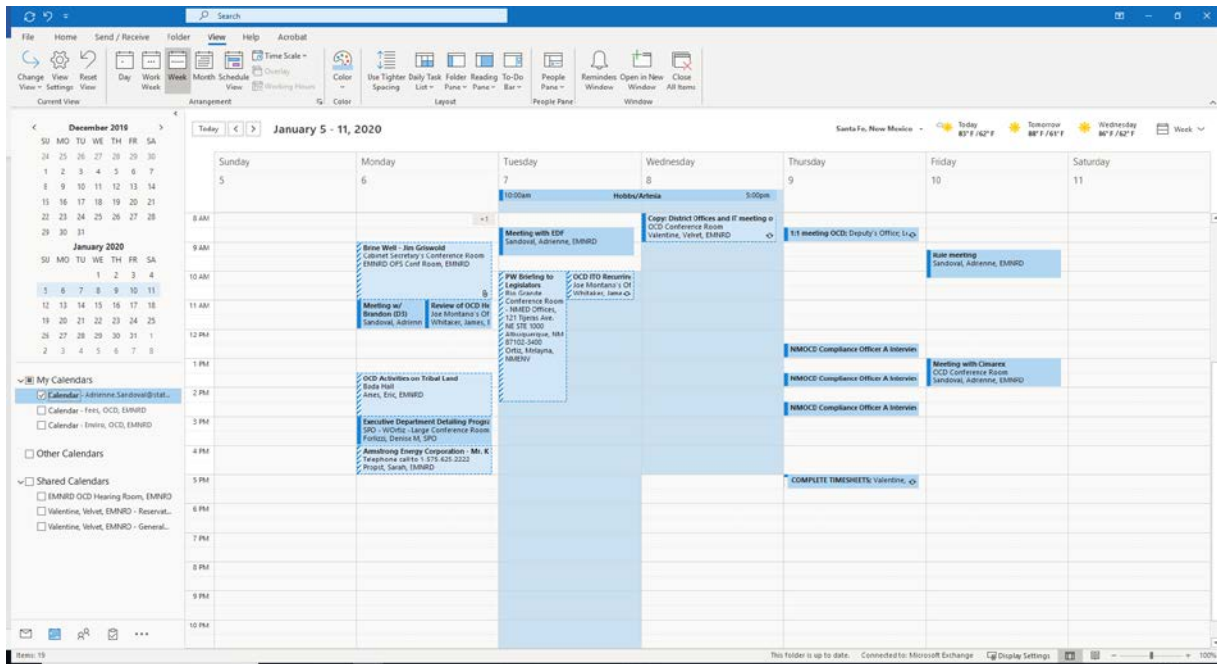 Search
File Home Send / Receive Folder View Help Acrobat
Change View View Settings Reset View
Current View
Day Work Week Week Month Schedule View
Time Scale
Overlay
Working Hours
Arrangement
Color
Color
Use Tighter Spacing Daily Task List Folder Pane Reading Pane To-Do Bar
Layout
People Pane
People Pane
Reminders Window Open in New Window Close All Items
Window
December 2019
SU MO TU WE TH FR SA
24 25 26 27 28 29 30
1 2 3 4 5 6 7
8 9 10 11 12 13 14
15 16 17 18 19 20 21
22 23 24 25 26 27 28
29 30 31
January 2020
SU MO TU WE TH FR SA
1 2 3 4
5 6 7 8 9 10 11
12 13 14 15 16 17 18
19 20 21 22 23 24 25
26 27 28 29 30 31 1
2 3 4 5 6 7 8
My Calendars
Calendar - Adrienne.Sandoval@stat...
Calendar - Fees, OCD, EMNRD
Calendar - Enviro, OCD, EMNRD
Other Calendars
Shared Calendars
EMNRD OCD Hearing Room, EMNRD
Valentine, Velvet, EMNRD - Reservat...
Valentine, Velvet, EMNRD - General...
Today January 5 - 11, 2020
Santa Fe, New Mexico
Today
83° F / 62° F
Tomorrow
88° F / 61° F
Wednesday
86° F / 62° F
Week
Sunday Monday Tuesday Wednesday Thursday Friday Saturday
5 6 7 8 9 10 11
10:00am Hobbs/Artesia 5:00pm
8 AM
9 AM
10 AM
11 AM
12 PM
1 PM
2 PM
3 PM
4 PM
5 PM
6 PM
7 PM
8 PM
9 PM
10 PM
+1
Brine Well - Jim Griswold
Cabinet Secretary's Conference Room
EMNRD OFS Conf Room, EMNRD
Meeting w/
Brandon (D3)
Sandoval, Adrienn
Review of OCD He
Joe Montano's Of
Whitaker, James, E
OCD Activities on Tribal Land
Bada Hall
Ames, Eric, EMNRD
Executive Department Detailing Progra
SPO - WOrtiz - Large Conference Room
Forlizzi, Denise M, SPO
Armstrong Energy Corporation - Mr. K
Telephone call to 1-575-625-2222
Propst, Sarah, EMNRD
Meeting with EDF
Sandoval, Adrienne, EMNRD
PW Briefing to
Legislators
Rio Grande
Conference Room
- NMED Offices,
121 Tijeras Ave.
NE STE 1000
Albuquerque, NM
87102-3400
Ortiz, Melayna,
NMENV
OCD ITO Recurrin
Joe Montano's Of
Whitaker, Jame
Copy: District Offices and IT meeting o
OCD Conference Room
Valentine, Velvet, EMNRD
1:1 meeting OCD; Deputy's Office;
NMOCD Compliance Officer A Interview
NMOCD Compliance Officer A Interview
NMOCD Compliance Officer A Interview
COMPLETE TIMESHEETS; Valentine,
Rule meeting
Sandoval, Adrienne, EMNRD
Meeting with Cimarex
OCD Conference Room
Sandoval, Adrienne, EMNRD
Items: 19
This folder is up to date. Connected to: Microsoft Exchange Display Settings 100%